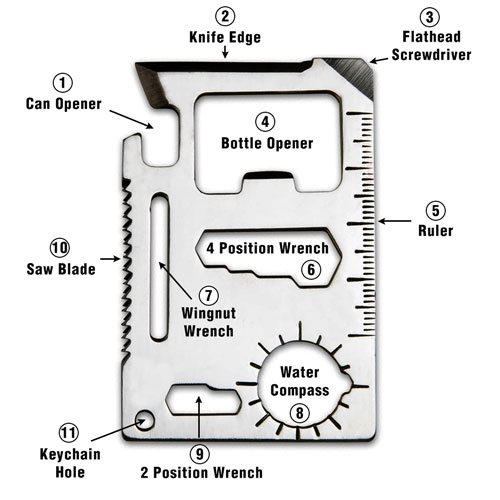 ①
Can Opener
②
Knife Edge
③
Flathead
Screwdriver
④
Bottle Opener
⑤
Ruler
4 Position Wrench
⑥
⑦
Wingnut
Wrench
Water
Compass
⑧
⑨
2 Position Wrench
⑩
Saw Blade
⑪
Keychain
Hole